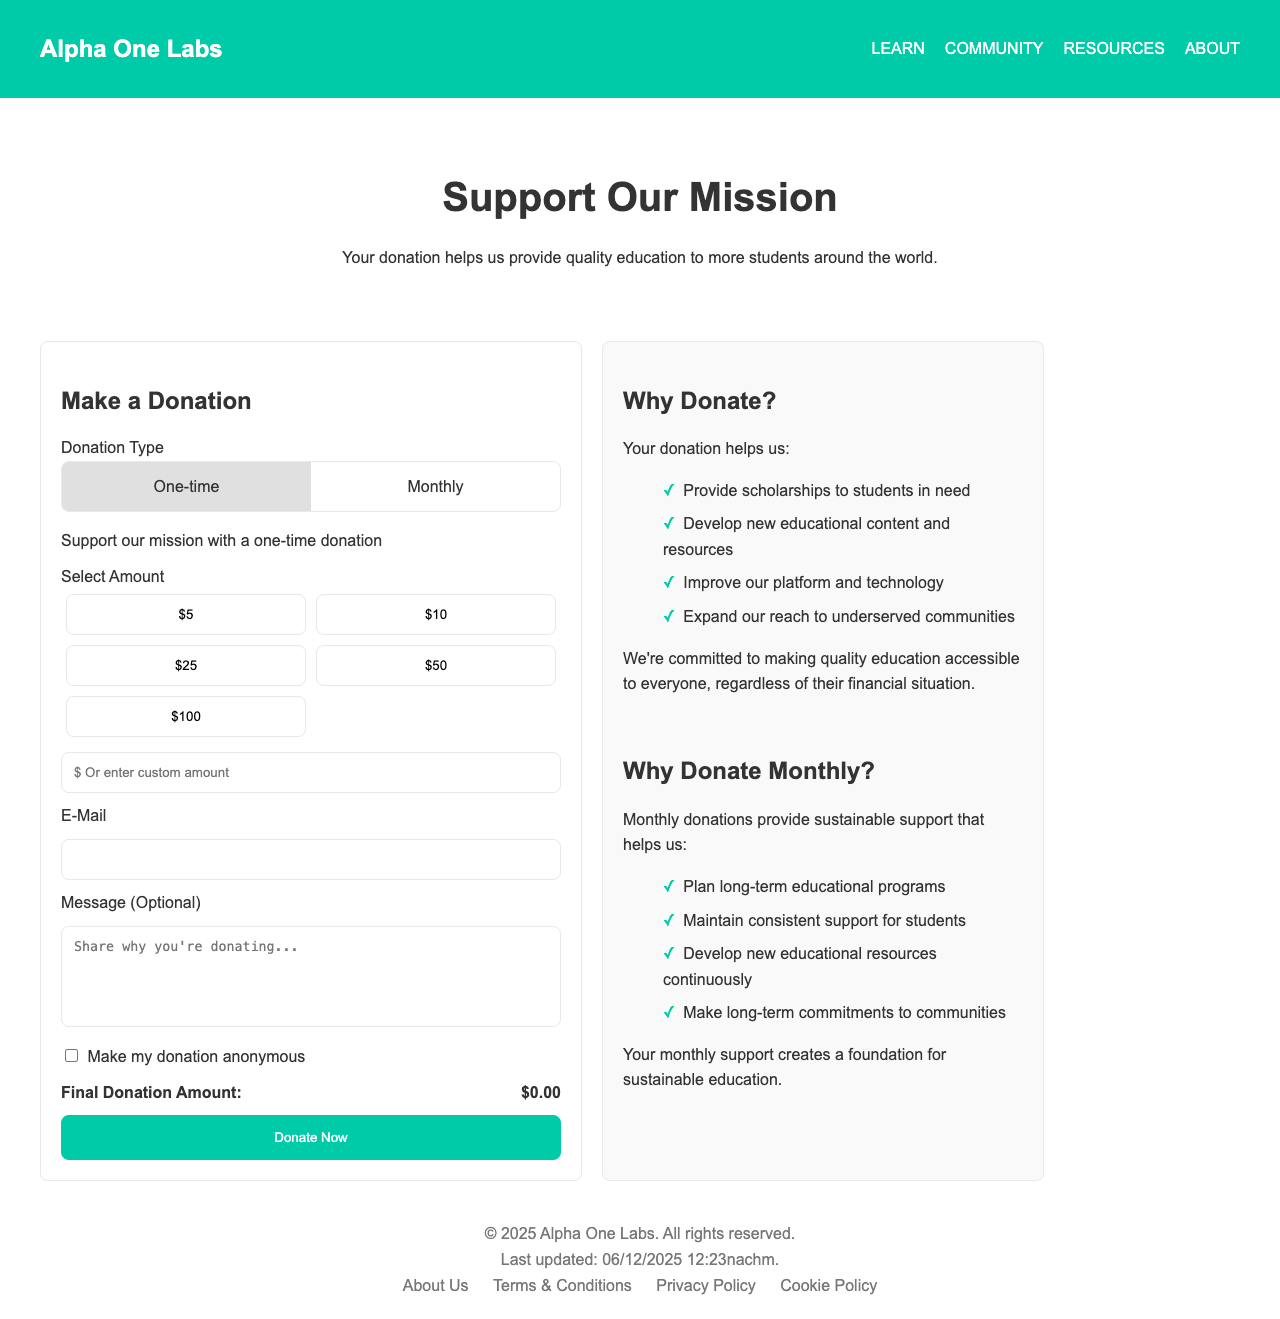 Alpha One Labs
LEARN COMMUNITY RESOURCES ABOUT
Support Our Mission
Your donation helps us provide quality education to more students around the world.
Make a Donation
Donation Type
One-time Monthly
Support our mission with a one-time donation
Select Amount
$5 $10
$25 $50
$100
$ Or enter custom amount
E-Mail
Message (Optional)
Share why you're donating...
Make my donation anonymous
Final Donation Amount: $0.00
Donate Now
Why Donate?
Your donation helps us:
✓ Provide scholarships to students in need
✓ Develop new educational content and
resources
✓ Improve our platform and technology
✓ Expand our reach to underserved communities
We're committed to making quality education accessible
to everyone, regardless of their financial situation.
Why Donate Monthly?
Monthly donations provide sustainable support that
helps us:
✓ Plan long-term educational programs
✓ Maintain consistent support for students
✓ Develop new educational resources
continuously
✓ Make long-term commitments to communities
Your monthly support creates a foundation for
sustainable education.
© 2025 Alpha One Labs. All rights reserved.
Last updated: 06/12/2025 12:23nachm.
About Us Terms & Conditions Privacy Policy Cookie Policy